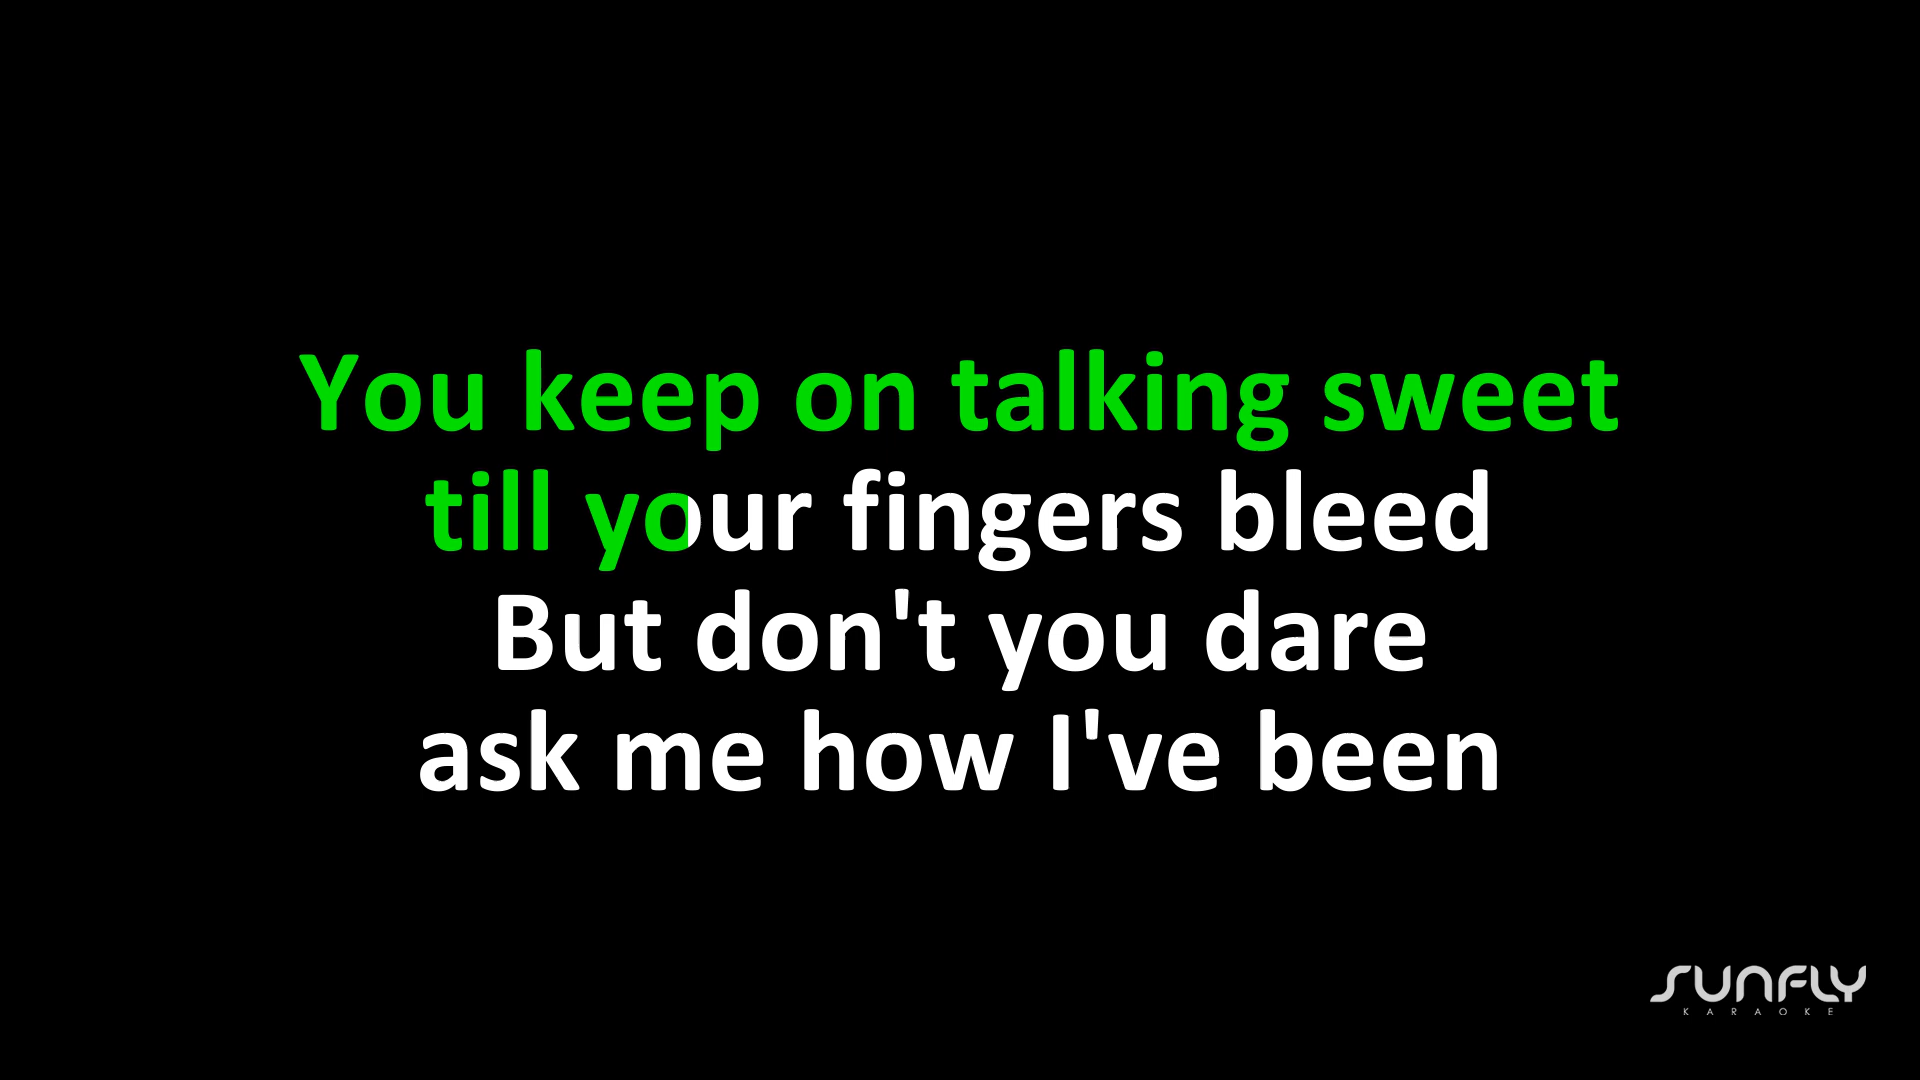 You keep on talking sweet
till your fingers bleed
But don't you dare
ask me how I've been
SUNFLY
KARAOKE